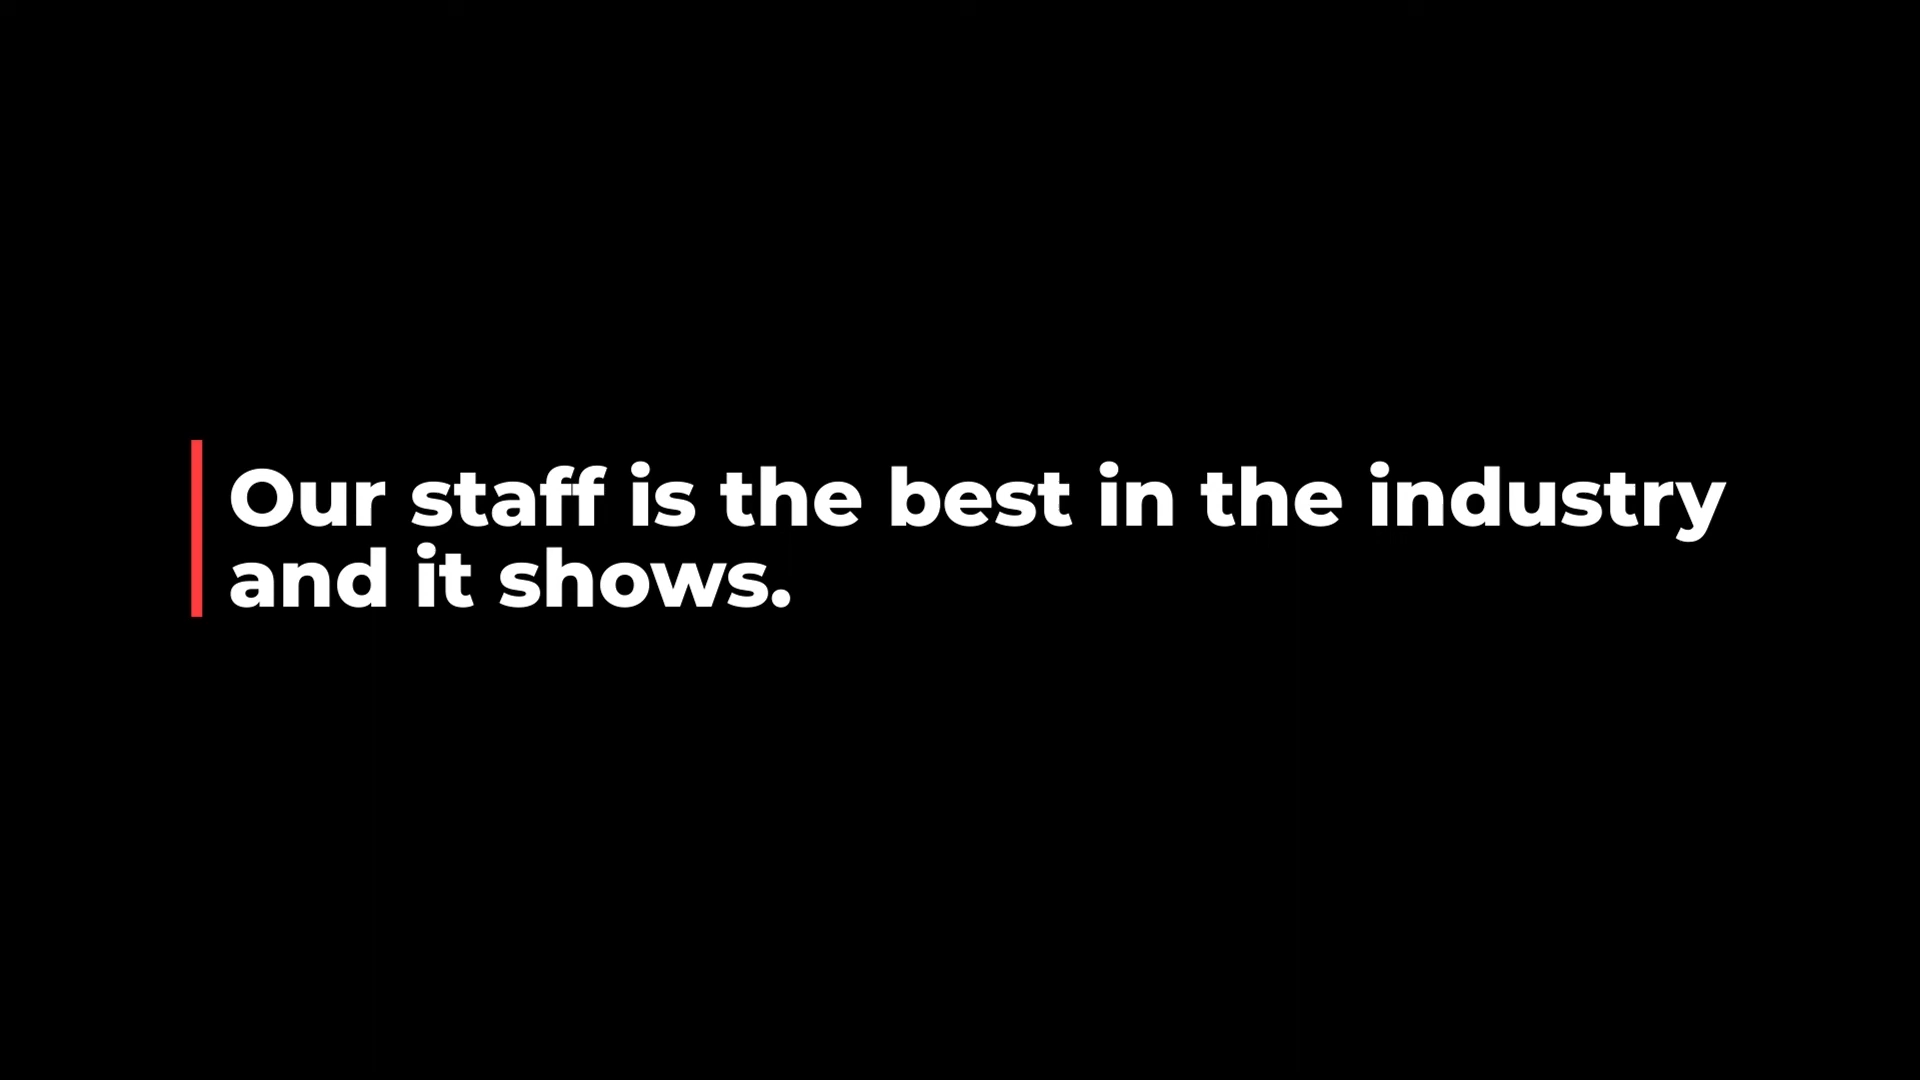 Our staff is the best in the industry
and it shows.